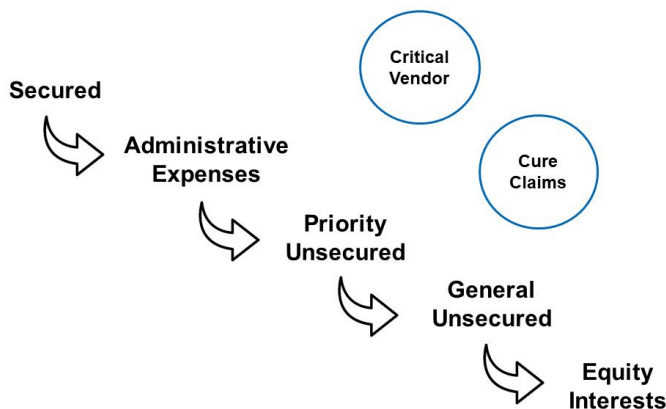 Critical
Vendor
Secured
Administrative
Expenses
Cure
Claims
Priority
Unsecured
General
Unsecured
Equity
Interests